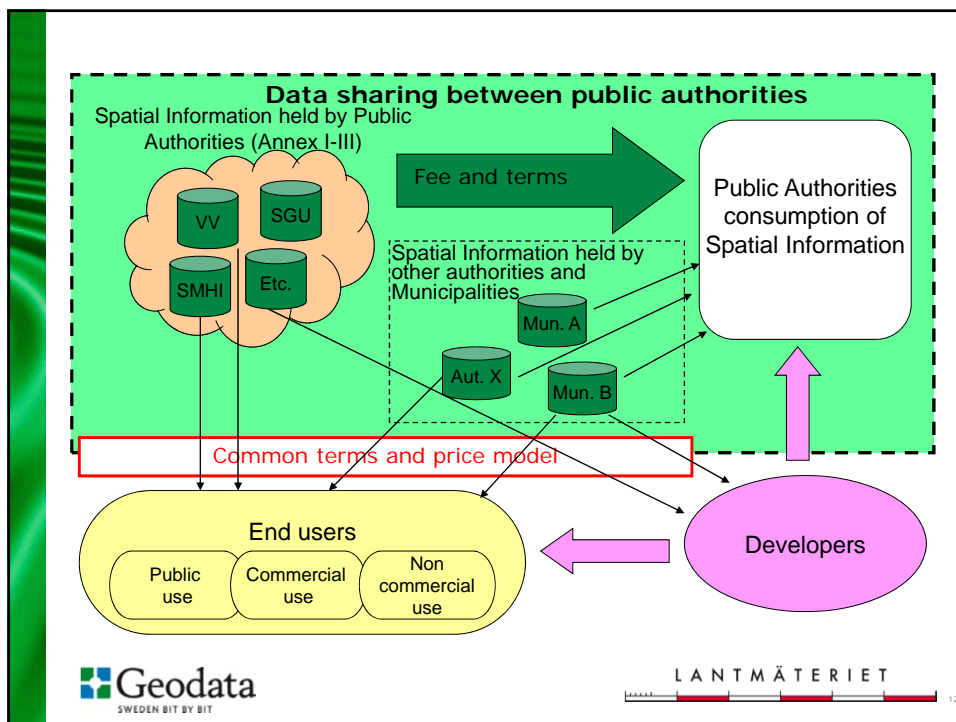 Data sharing between public authorities
Spatial Information held by Public
Authorities (Annex I-III)
Fee and terms
Public Authorities
consumption of
Spatial Information
VV
SGU
SMHI
Etc.
Spatial Information held by
other authorities and
Municipalities
Mun. A
Aut. X
Mun. B
Common terms and price model
End users
Public
use
Commercial
use
Non
commercial
use
Developers
Geodata
SWEDEN BIT BY BIT
LANTMÄTERIET
12